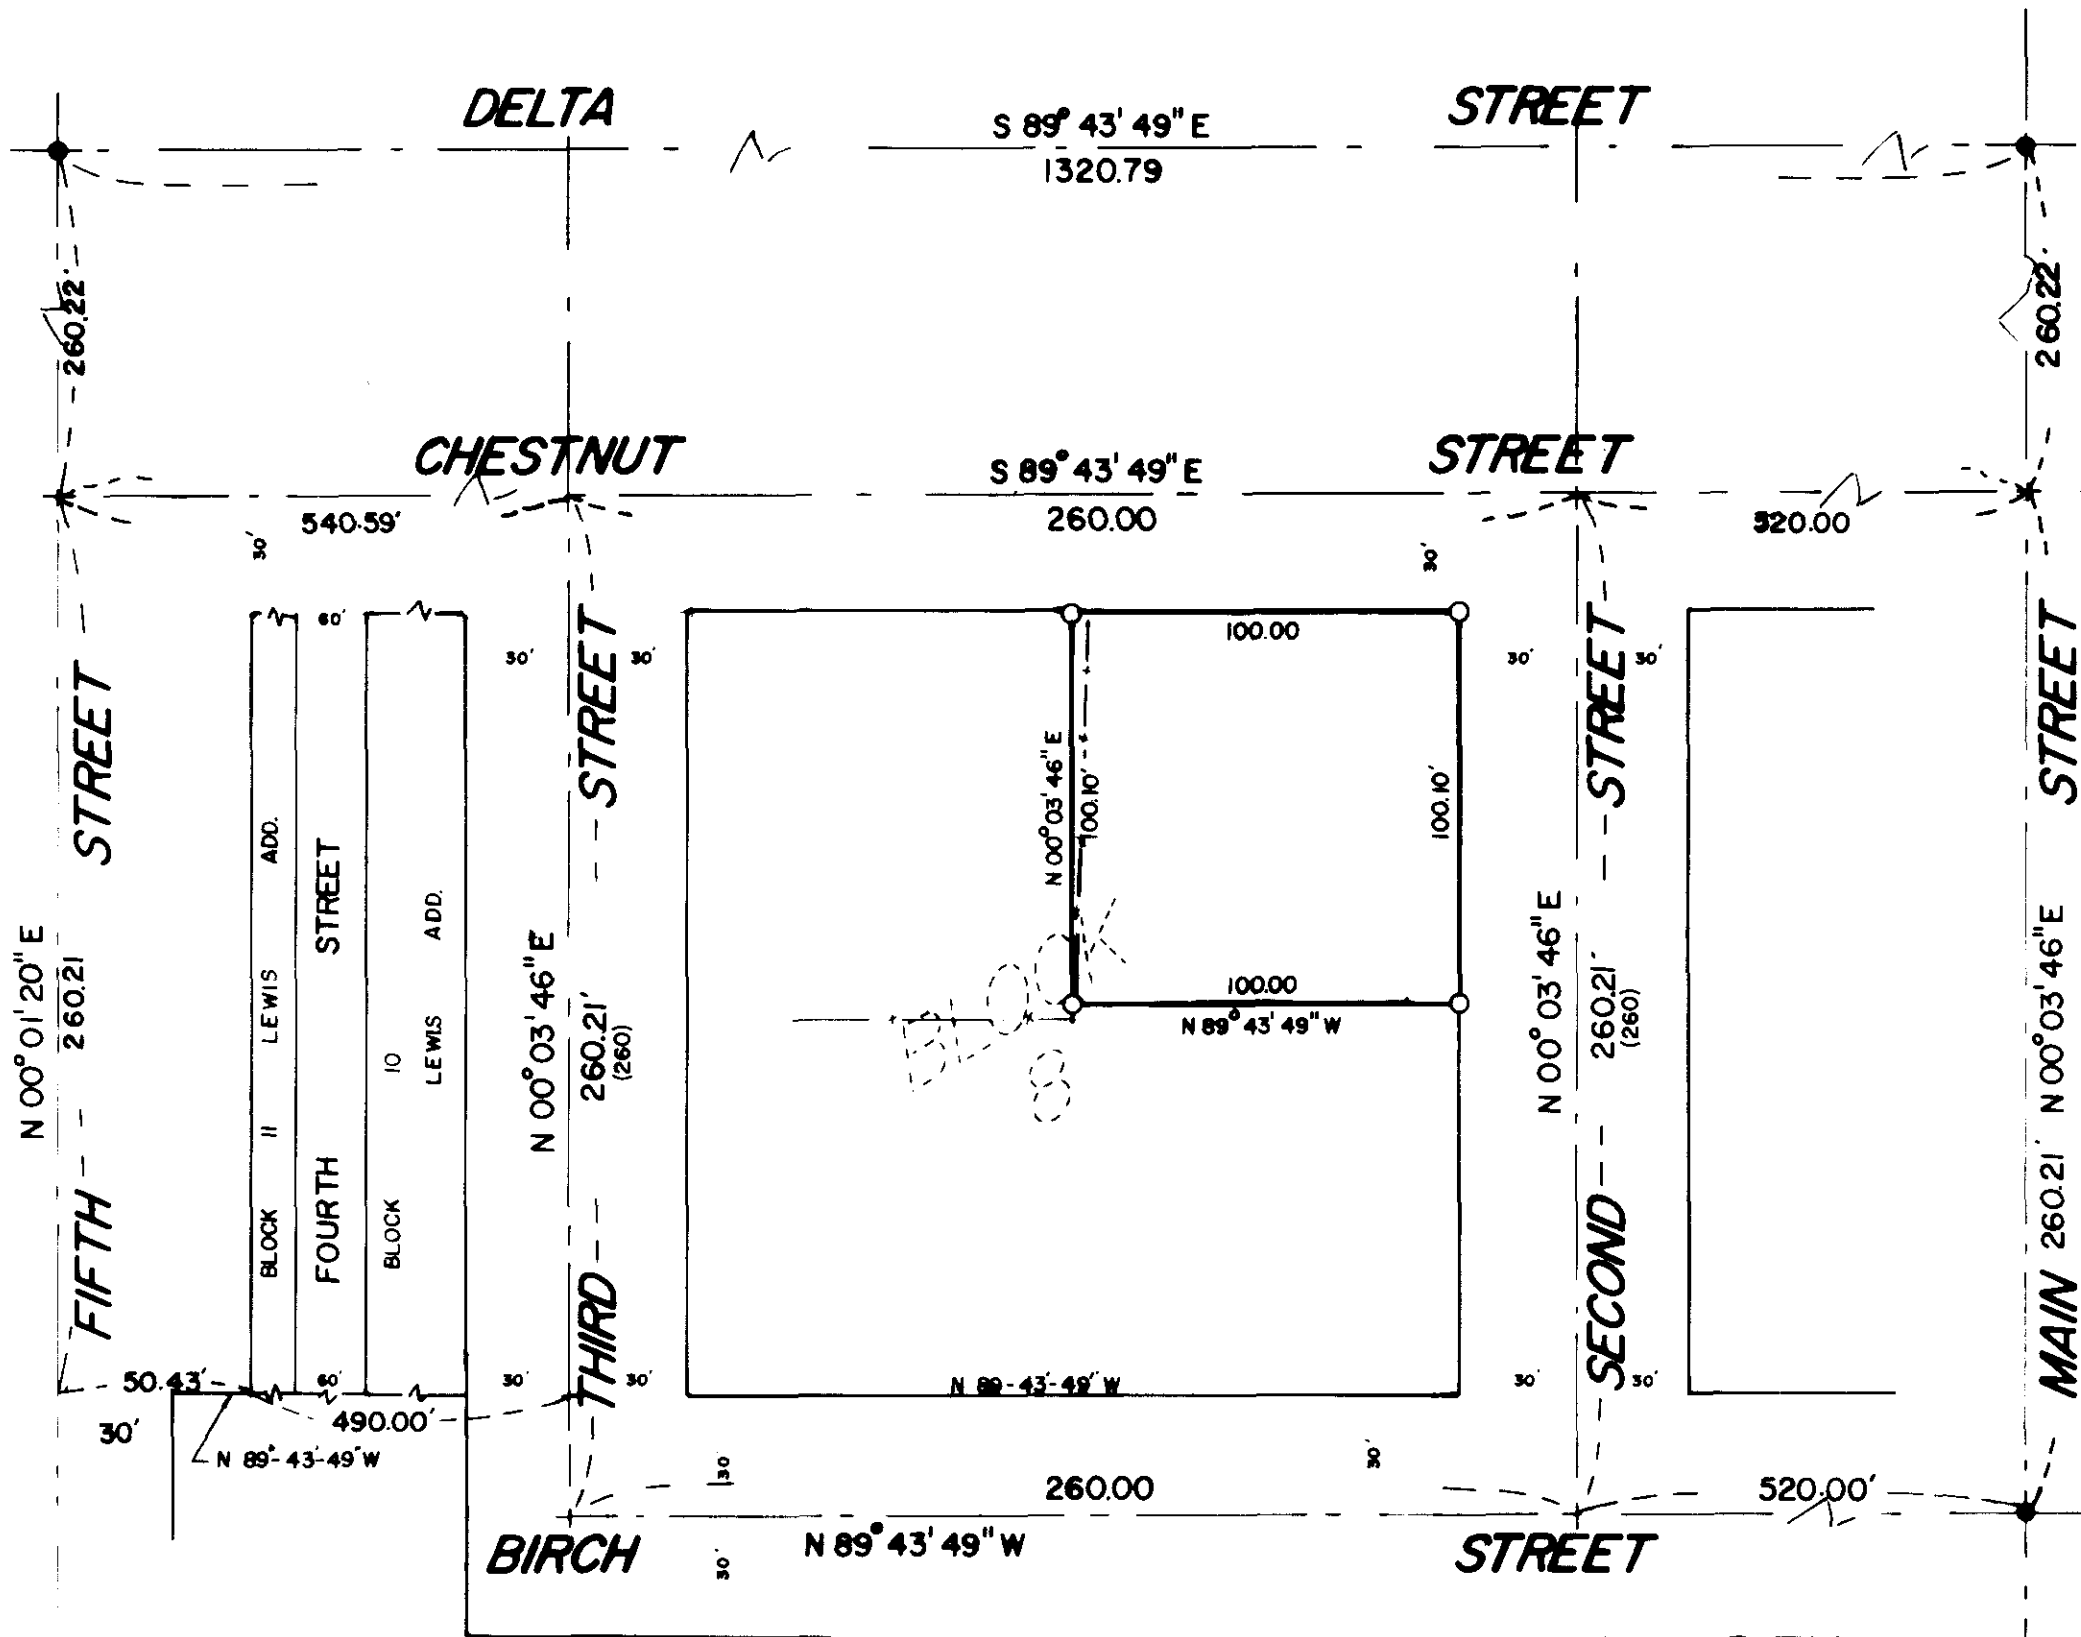 DELTA STREET
S 89° 43' 49" E
1320.79
260.22'
260.22'
CHESTNUT STREET
S 89° 43' 49" E
540.59'
260.00
520.00
30'
30'
60'
100.00
30'
30'
30'
30'
FIFTH STREET
N 00° 01' 20" E
260.21
BLOCK 11 LEWIS ADD.
FOURTH STREET
BLOCK 10 LEWIS ADD.
THIRD STREET
N 00° 03' 46" E
260.21'
(260)
N 00° 03' 46" E
100.10'
100.10'
100.00
N 89° 43' 49" W
BLOCK
8
SECOND STREET
N 00° 03' 46" E
260.21'
(260)
MAIN STREET
260.21' N 00° 03' 46" E
50.43'
60'
30'
30'
N 89-43-49" W
30'
30'
490.00'
30'
N 89°-43'-49" W
30'
30'
260.00
520.00'
N 89° 43' 49" W
30'
BIRCH STREET